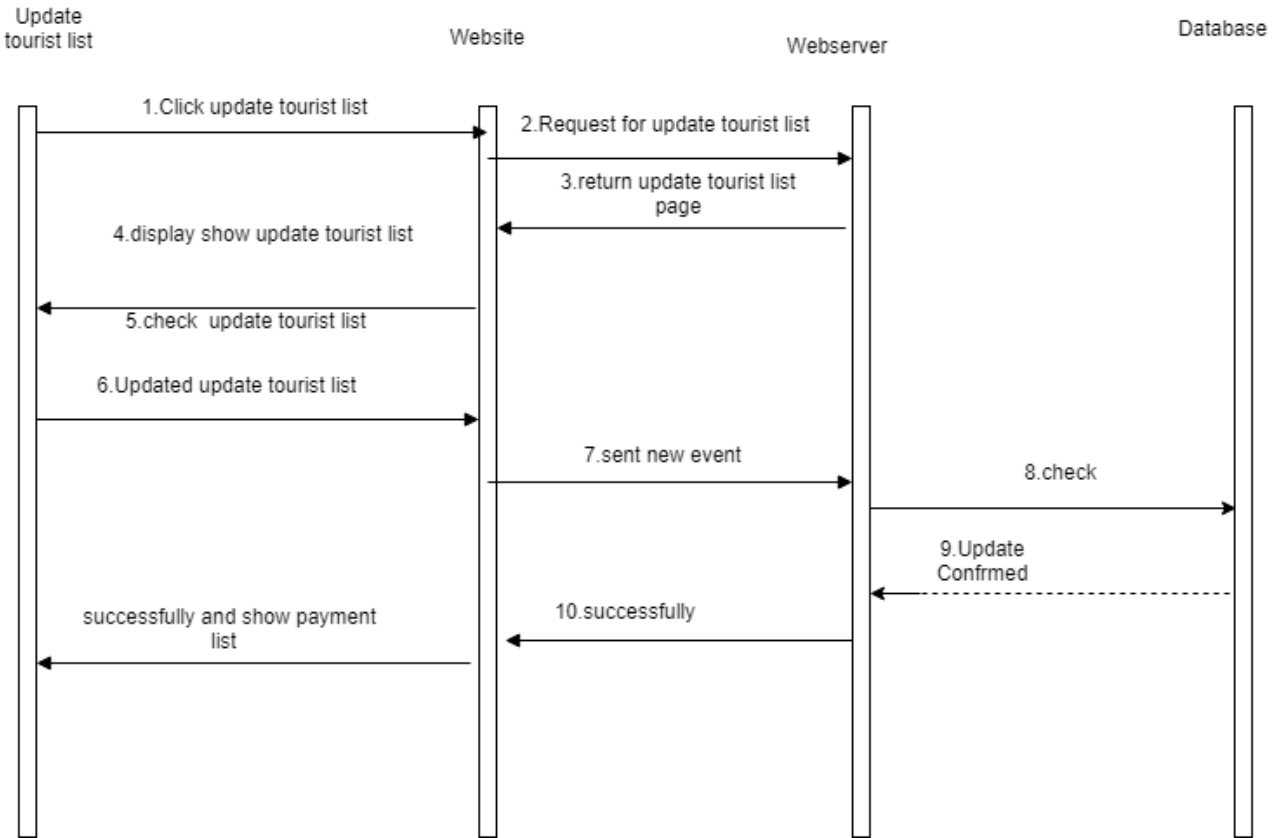 Update
tourist list
Website
Webserver
Database
1.Click update tourist list
2.Request for update tourist list
3.return update tourist list
page
4.display show update tourist list
5.check  update tourist list
6.Updated update tourist list
7.sent new event
8.check
9.Update
Confrmed
10.successfully
successfully and show payment
list